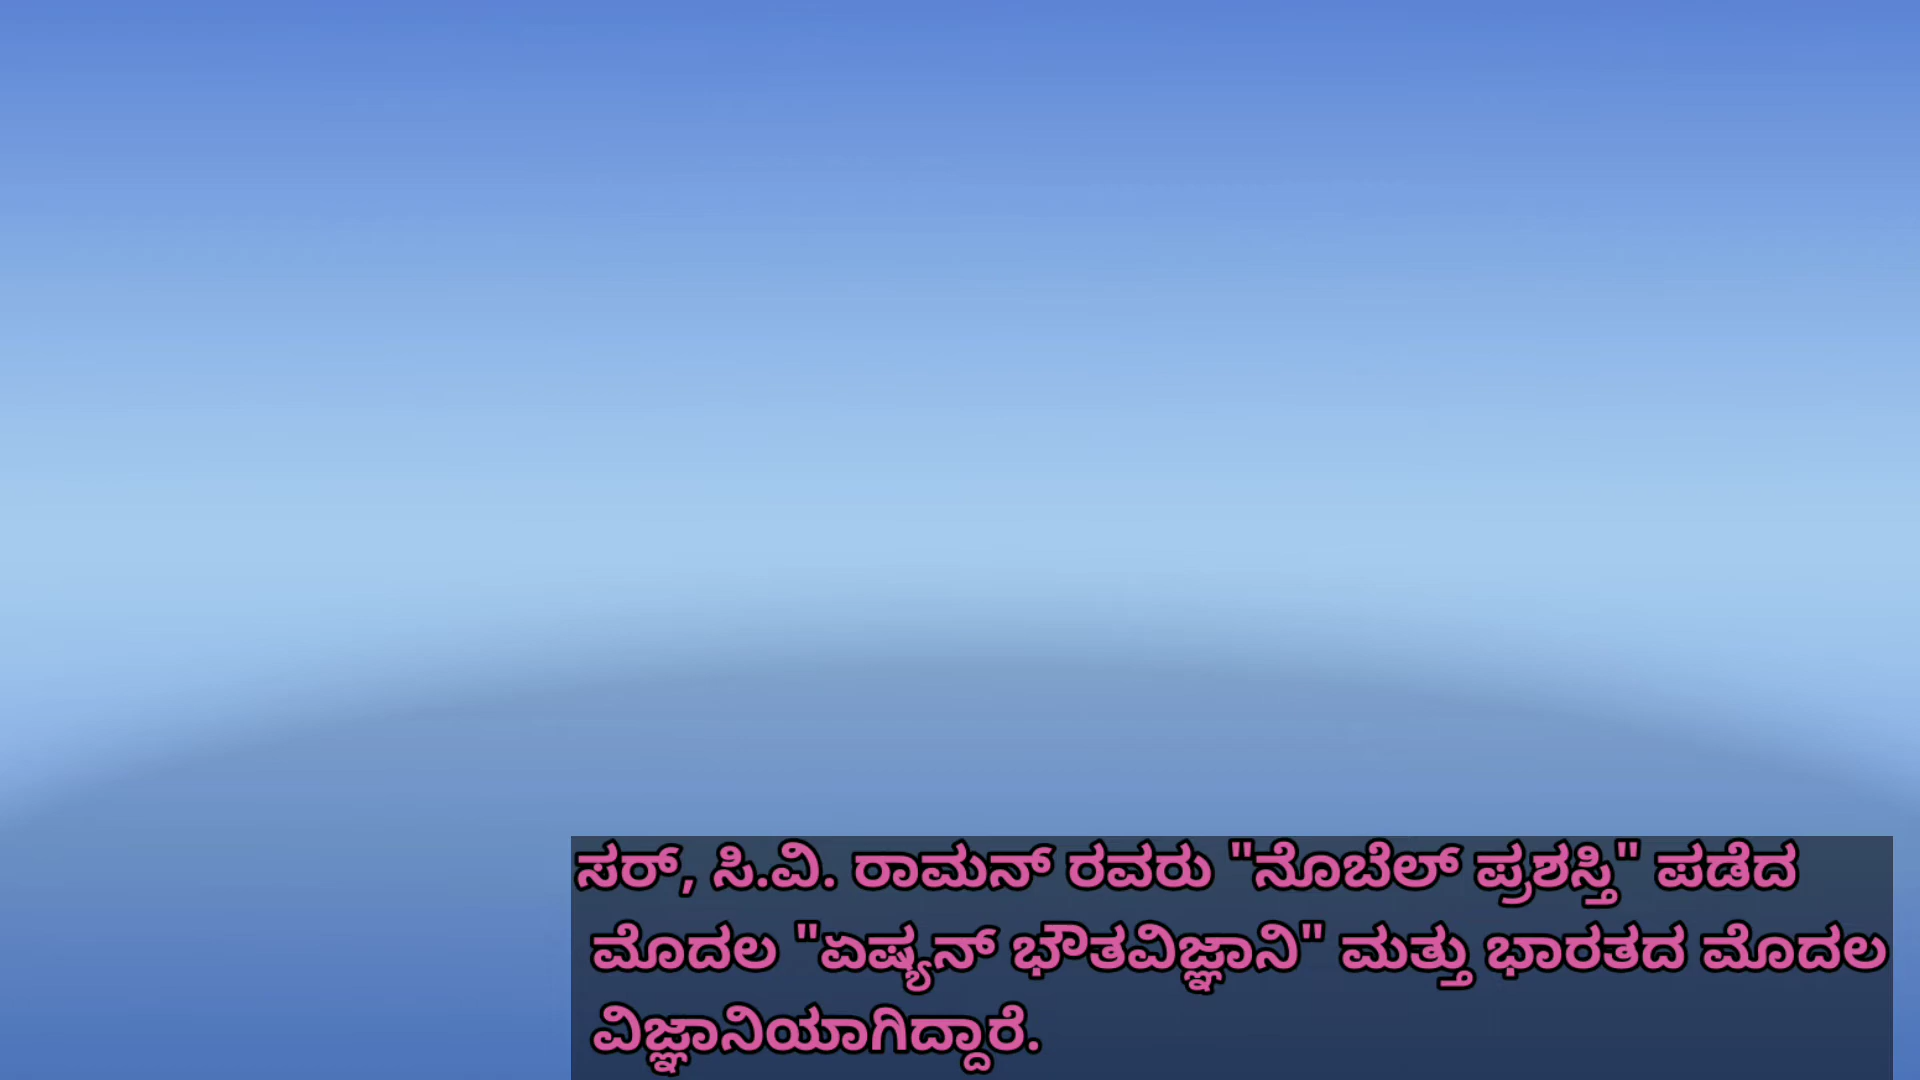 ಸರ್, ಸಿ.ವಿ. ರಾಮನ್ ರವರು "ನೊಬೆಲ್ ಪ್ರಶಸ್ತಿ" ಪಡೆದ
ಮೊದಲ "ಏಷ್ಯನ್ ಭೌತವಿಜ್ಞಾನಿ" ಮತ್ತು ಭಾರತದ ಮೊದಲ
ವಿಜ್ಞಾನಿಯಾಗಿದ್ದಾರೆ.